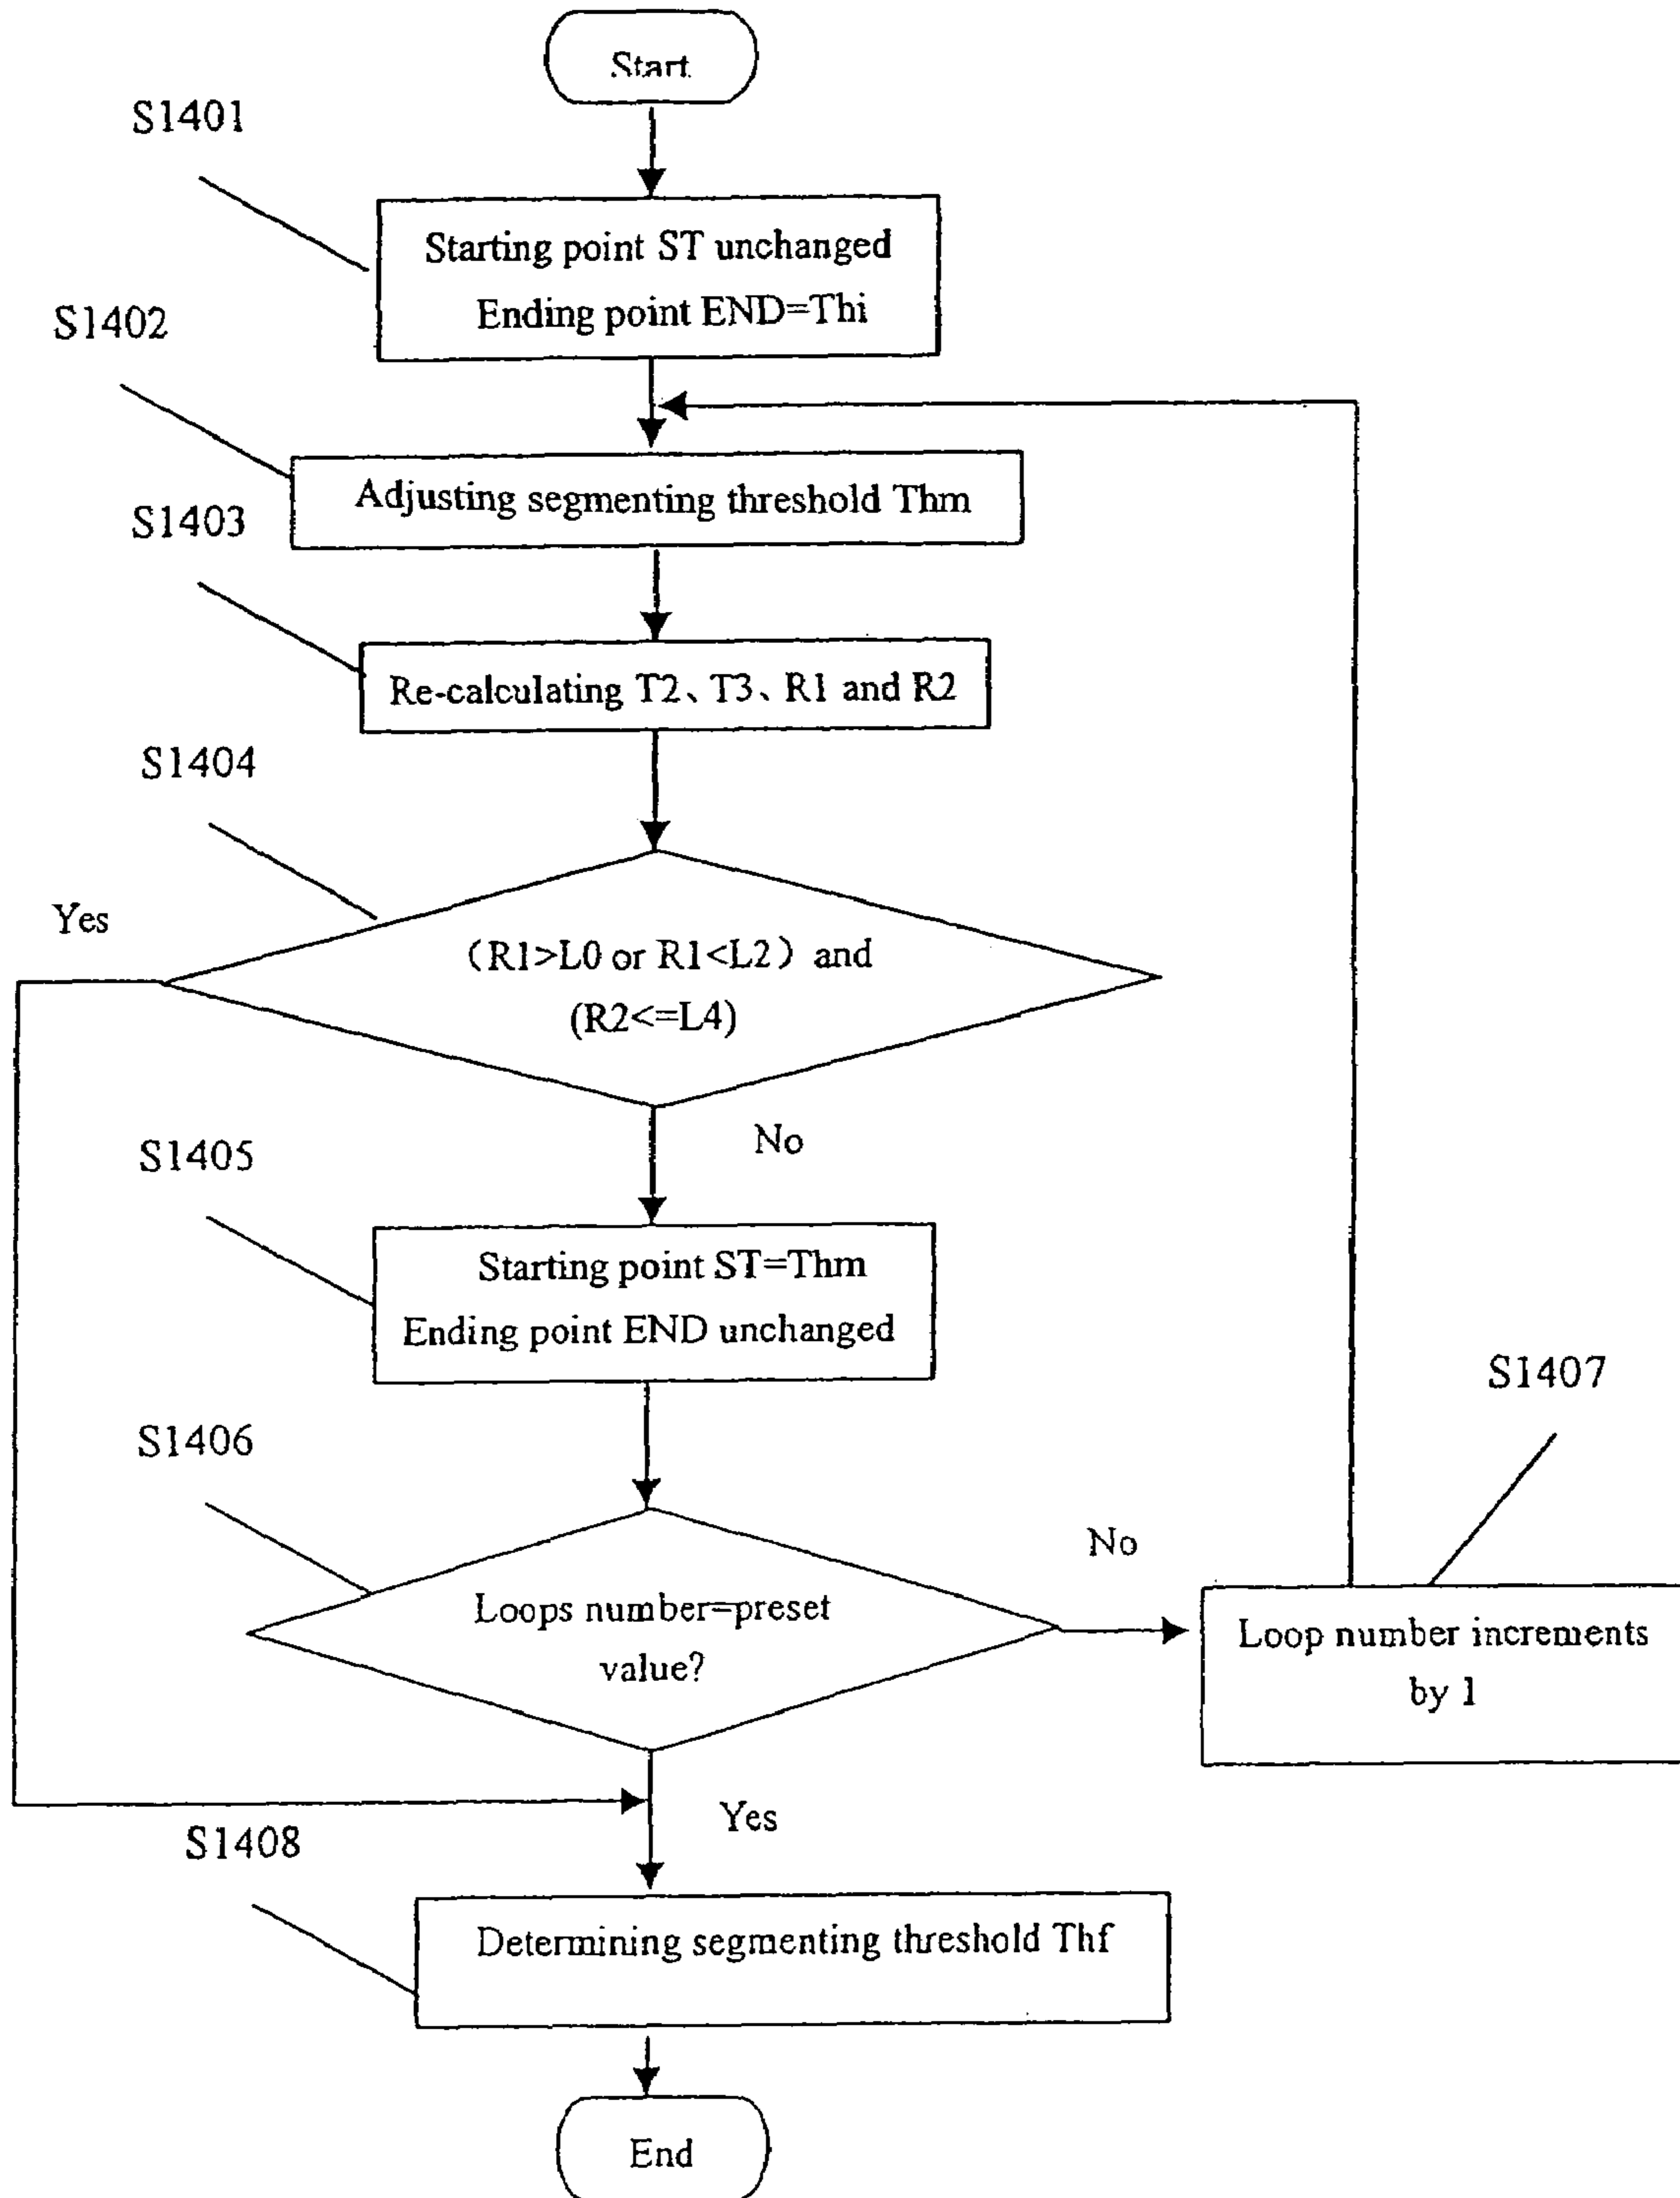 Start
S1401
Starting point ST unchanged
Ending point END=Thi
S1402
Adjusting segmenting threshold Thm
S1403
Re-calculating T2、T3、R1 and R2
S1404
Yes
（R1>L0 or R1<L2）and
(R2<=L4)
No
S1405
Starting point ST=Thm
Ending point END unchanged
S1407
S1406
No
Loops number=preset
value?
Loop number increments
by 1
Yes
S1408
Determining segmenting threshold Thf
End